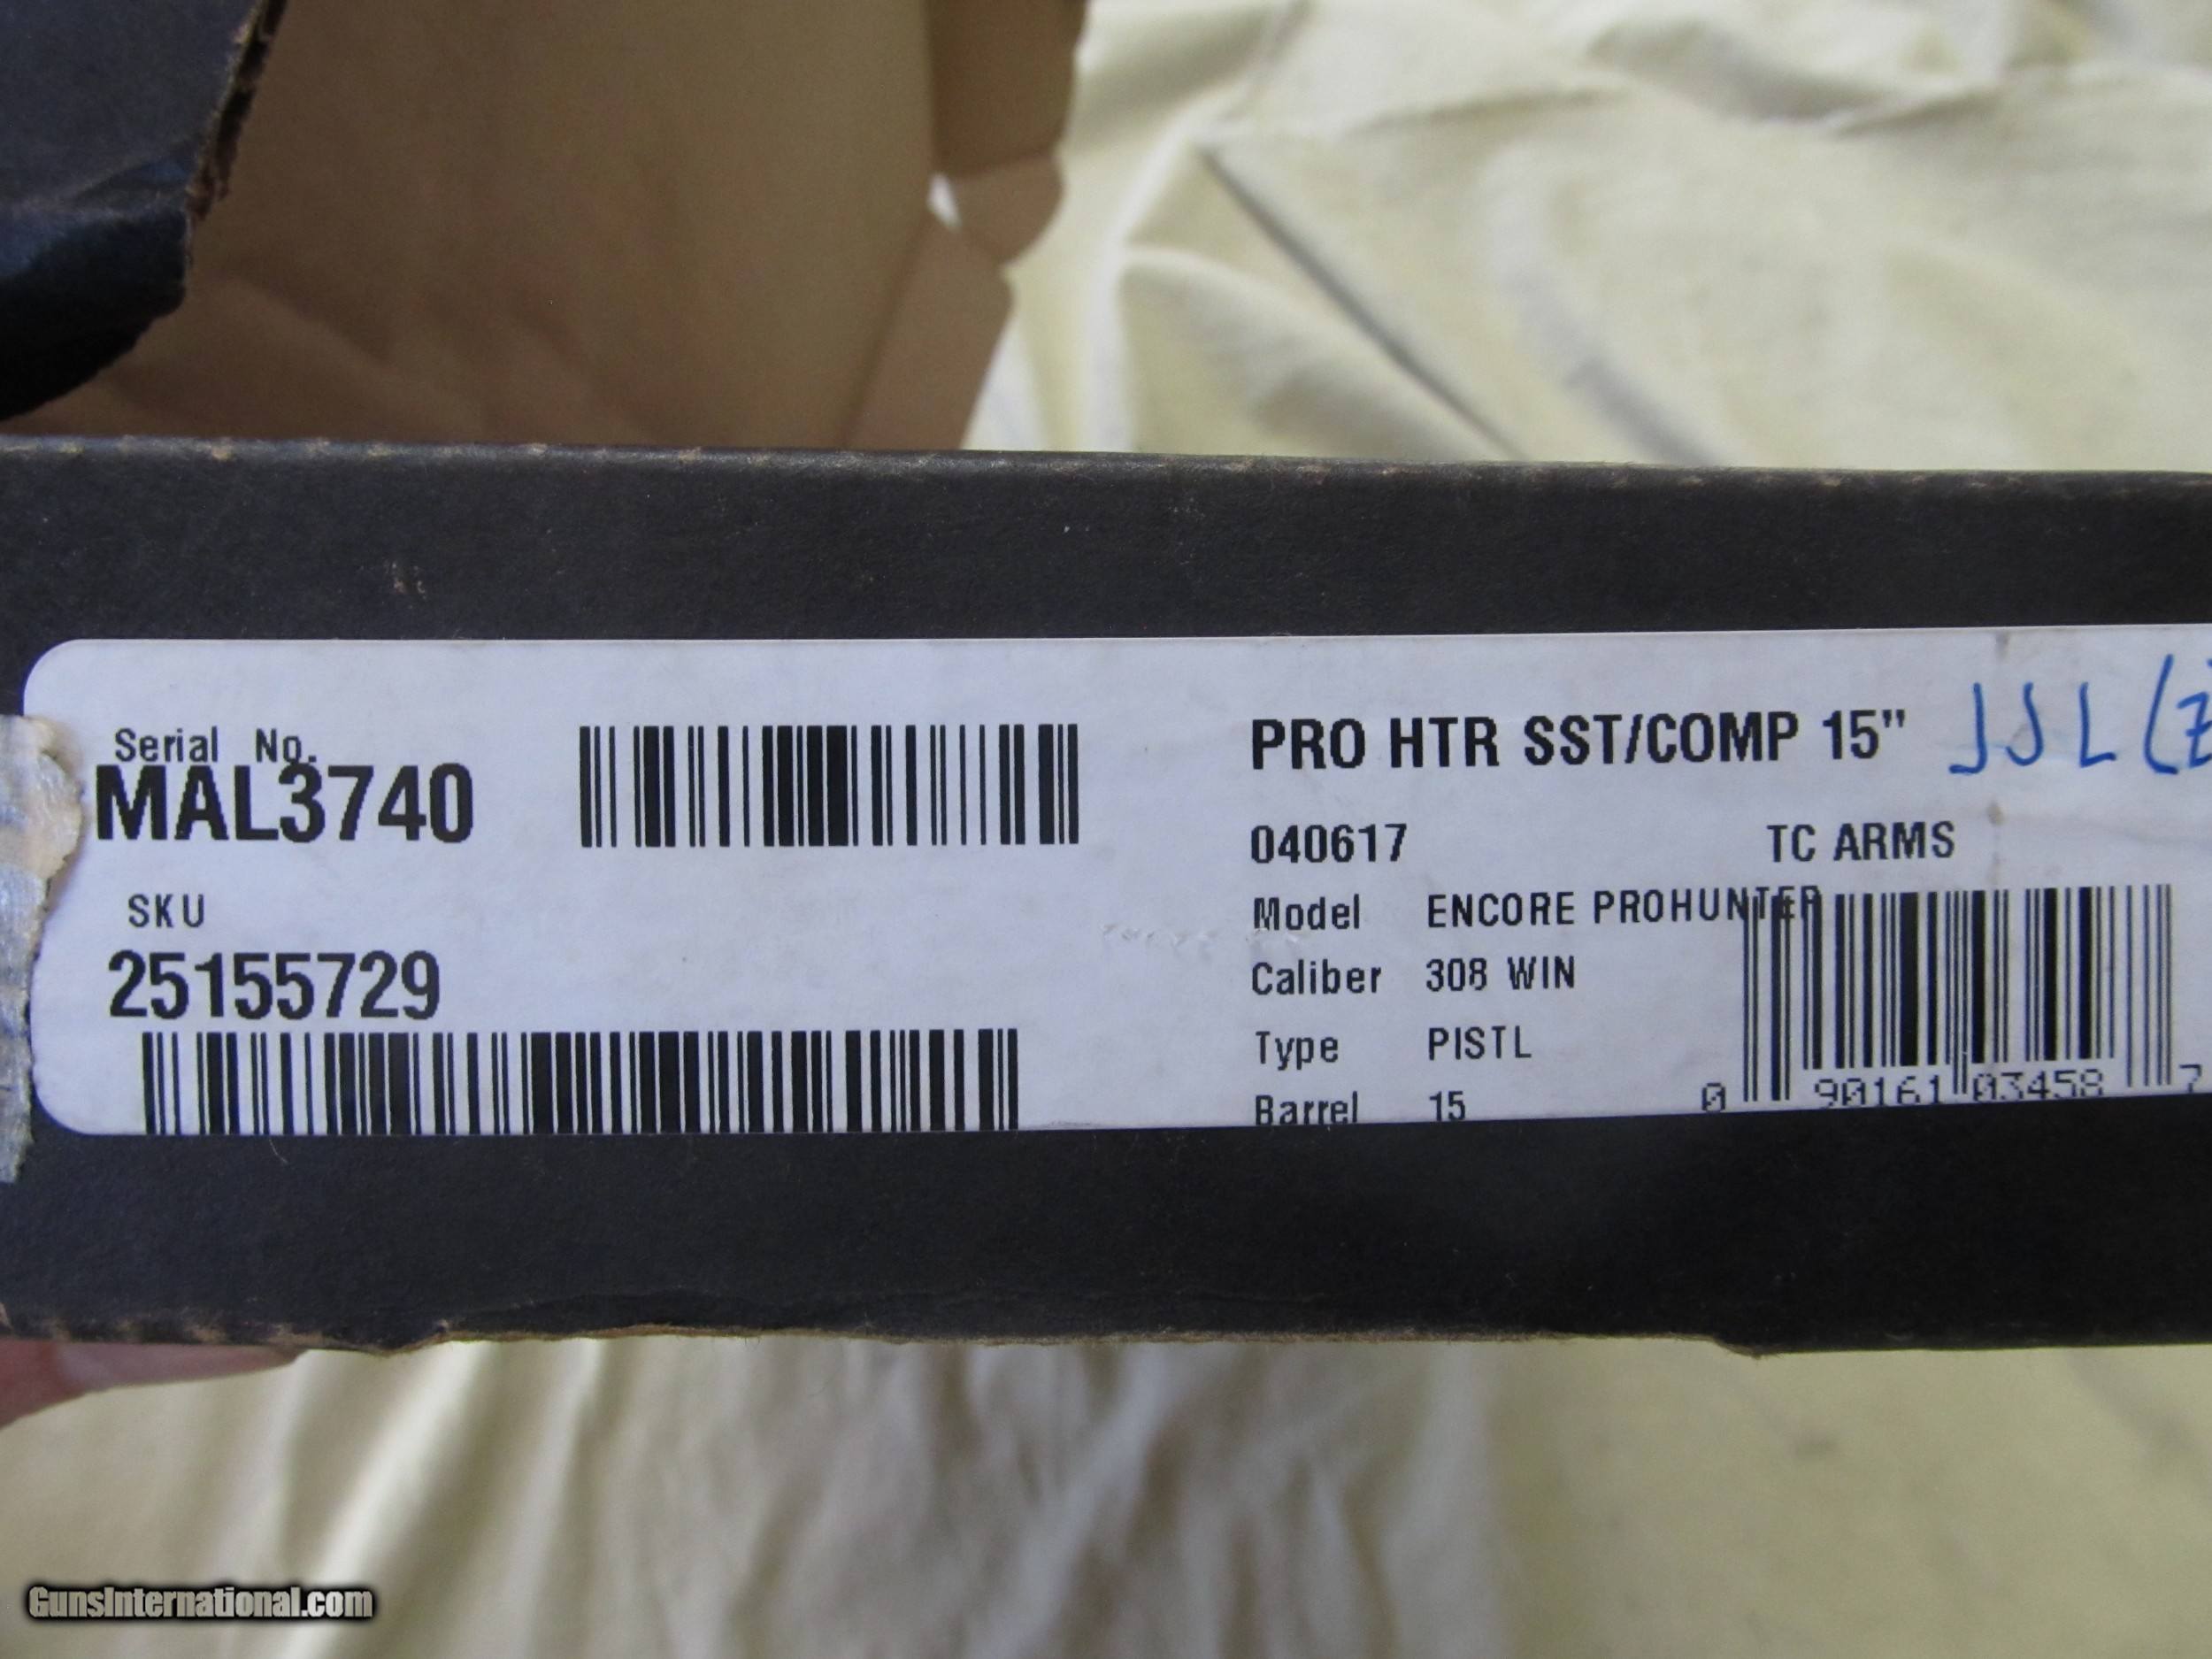 Serial No.
MAL3740
SKU
25155729
PRO HTR SST/COMP 15" JJL
040617 TC ARMS
Model ENCORE PROHUNTER
Caliber 308 WIN
Type PISTL
Barrel 15
0 90161 03458 7
GunsInternational.com